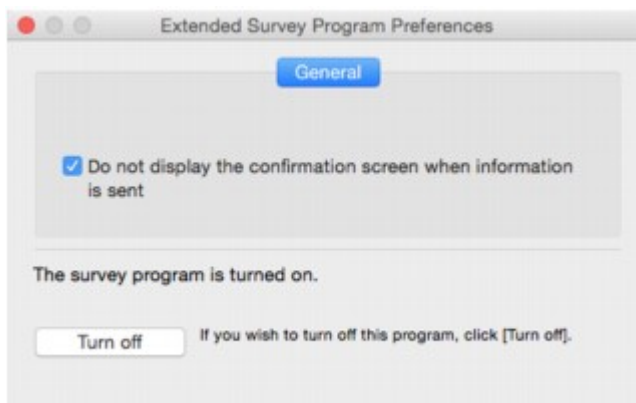 Extended Survey Program Preferences
General
Do not display the confirmation screen when information
is sent
The survey program is turned on.
Turn off
If you wish to turn off this program, click [Turn off].